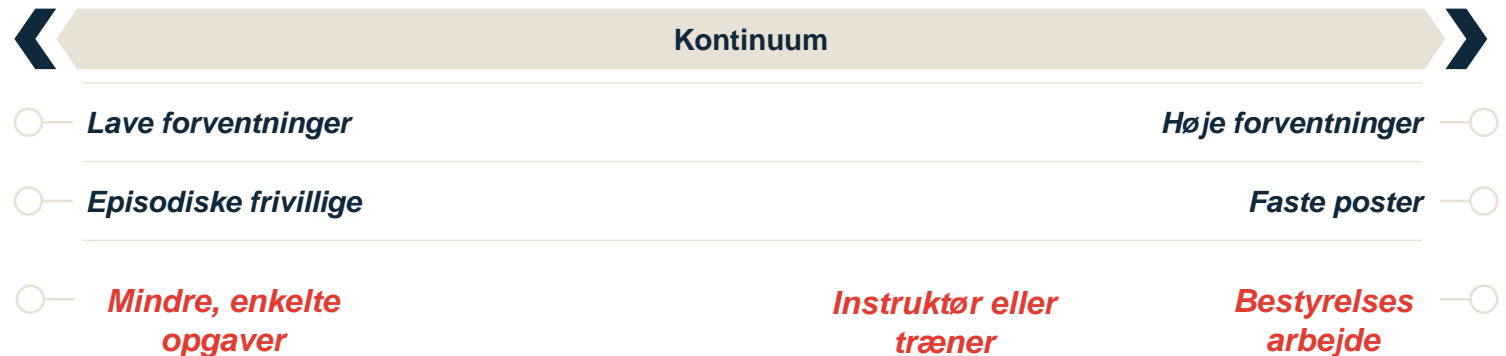 Kontinuum
Lave forventninger
Høje forventninger
Episodiske frivillige
Faste poster
Mindre, enkelte
opgaver
Instruktør eller
træner
Bestyrelses
arbejde